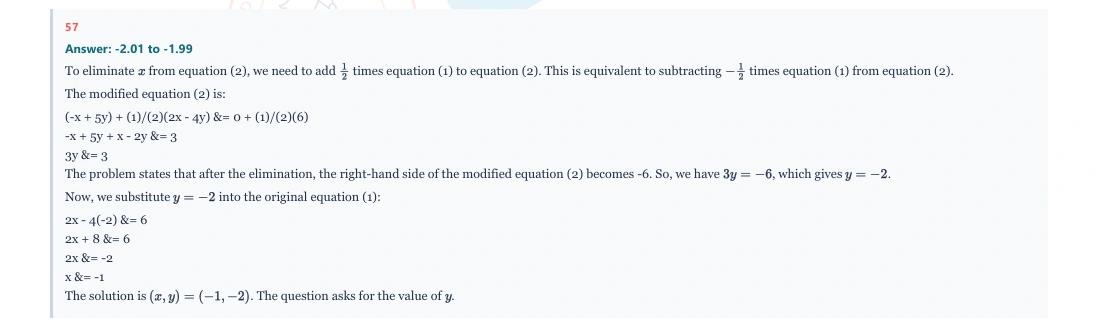 57
Answer: -2.01 to -1.99
To eliminate x from equation (2), we need to add 1/2 times equation (1) to equation (2). This is equivalent to subtracting −1/2 times equation (1) from equation (2).
The modified equation (2) is:
(-x + 5y) + (1)/(2)(2x - 4y) &= 0 + (1)/(2)(6)
-x + 5y + x - 2y &= 3
3y &= 3
The problem states that after the elimination, the right-hand side of the modified equation (2) becomes -6. So, we have 3y = −6, which gives y = −2.
Now, we substitute y = −2 into the original equation (1):
2x - 4(-2) &= 6
2x + 8 &= 6
2x &= -2
x &= -1
The solution is (x, y) = (−1, −2). The question asks for the value of y.